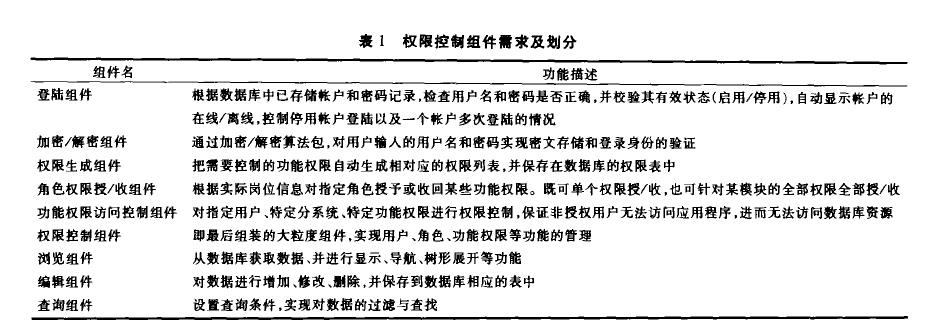 表 1 权限控制组件需求及划分
组件名 功能描述
登陆组件 根据数据库中已存储帐户和密码记录,检查用户名和密码是否正确,并校验其有效状态(启用/停用),自动显示帐户的
在线/离线,控制停用帐户登陆以及一个帐户多次登陆的情况
加密/解密组件 通过加密/解密算法包,对用户输入的用户名和密码实现密文存储和登录身份的验证
权限生成组件 把需要控制的功能权限自动生成相对应的权限列表,并保存在数据库的权限表中
角色权限授/收组件 根据实际岗位信息对指定角色授予或收回某些功能权限。既可单个权限授/收,也可针对某模块的全部权限全部授/收
功能权限访问控制组件 对指定用户、特定分系统、特定功能权限进行权限控制,保证非授权用户无法访问应用程序,进而无法访问数据库资源
权限控制组件 即最后组装的大粒度组件,实现用户、角色、功能权限等功能的管理
浏览组件 从数据库获取数据、并进行显示、导航、树形展开等功能
编辑组件 对数据进行增加、修改、删除,并保存到数据库相应的表中
查询组件 设置查询条件,实现对数据的过滤与查找